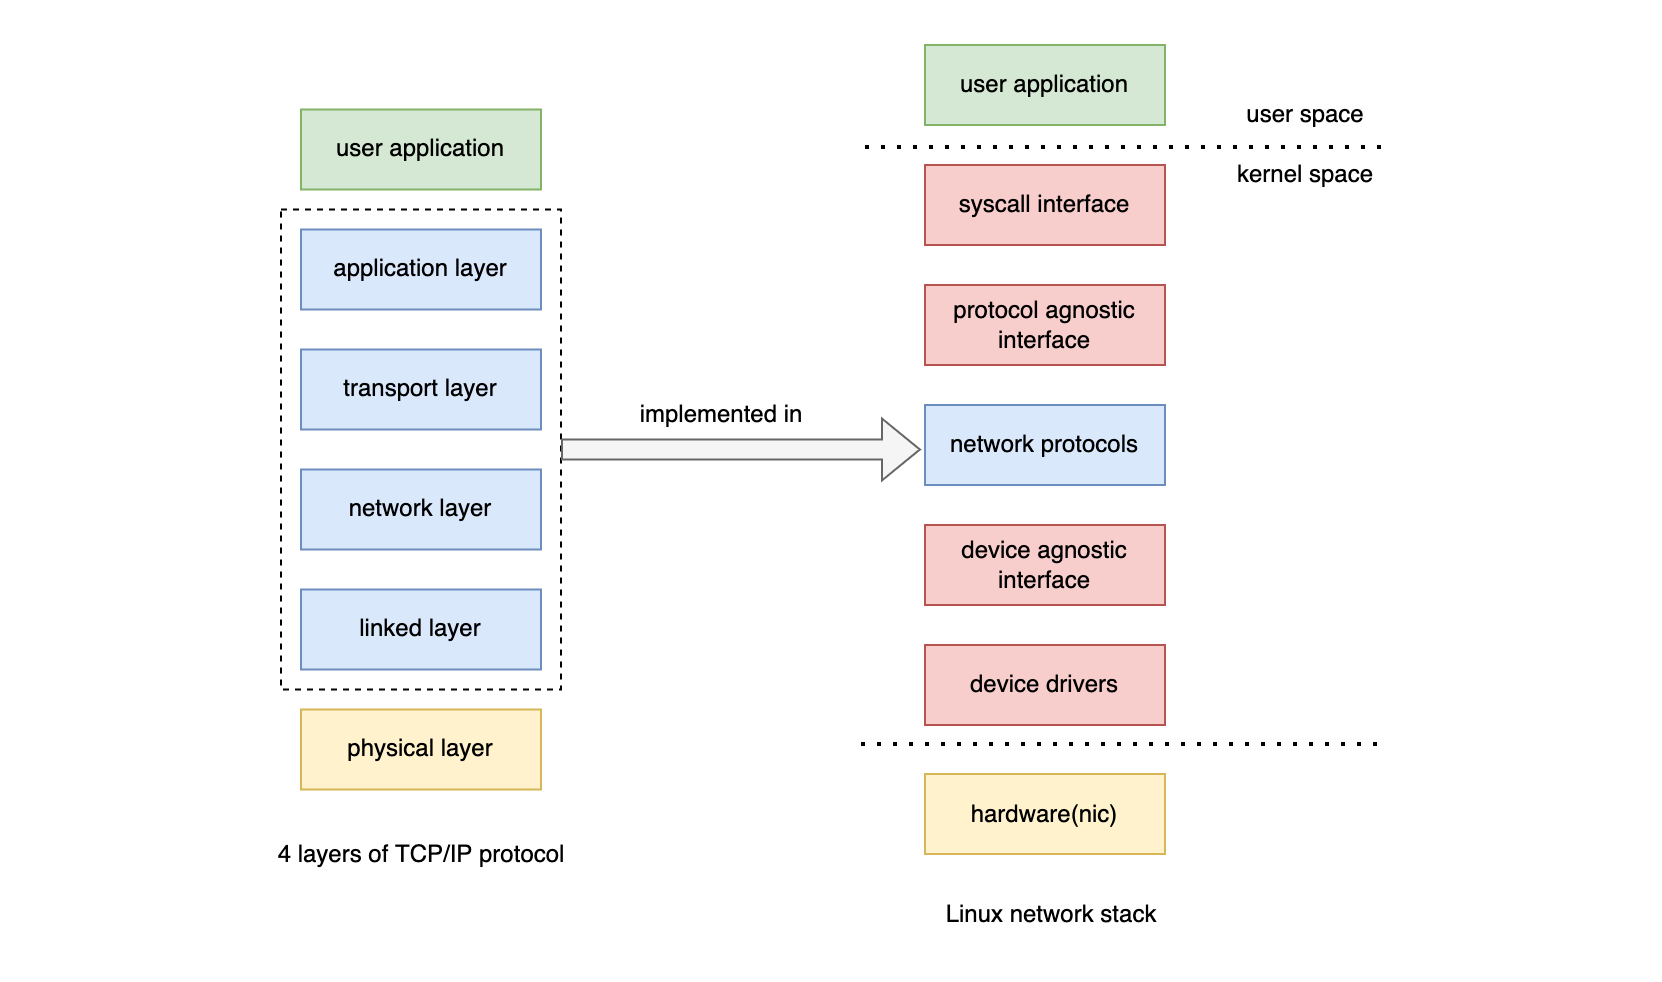 user application
application layer
transport layer
network layer
linked layer
physical layer
4 layers of TCP/IP protocol
implemented in
user application
user space
kernel space
syscall interface
protocol agnostic
interface
network protocols
device agnostic
interface
device drivers
hardware(nic)
Linux network stack